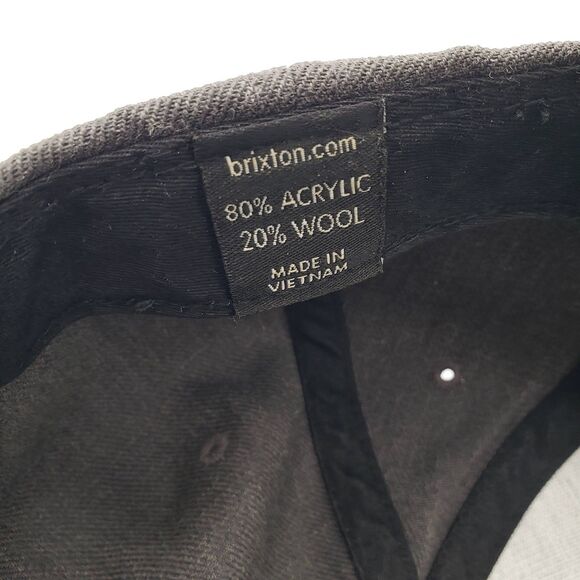 brixton.com
80% ACRYLIC
20% WOOL
MADE IN
VIETNAM